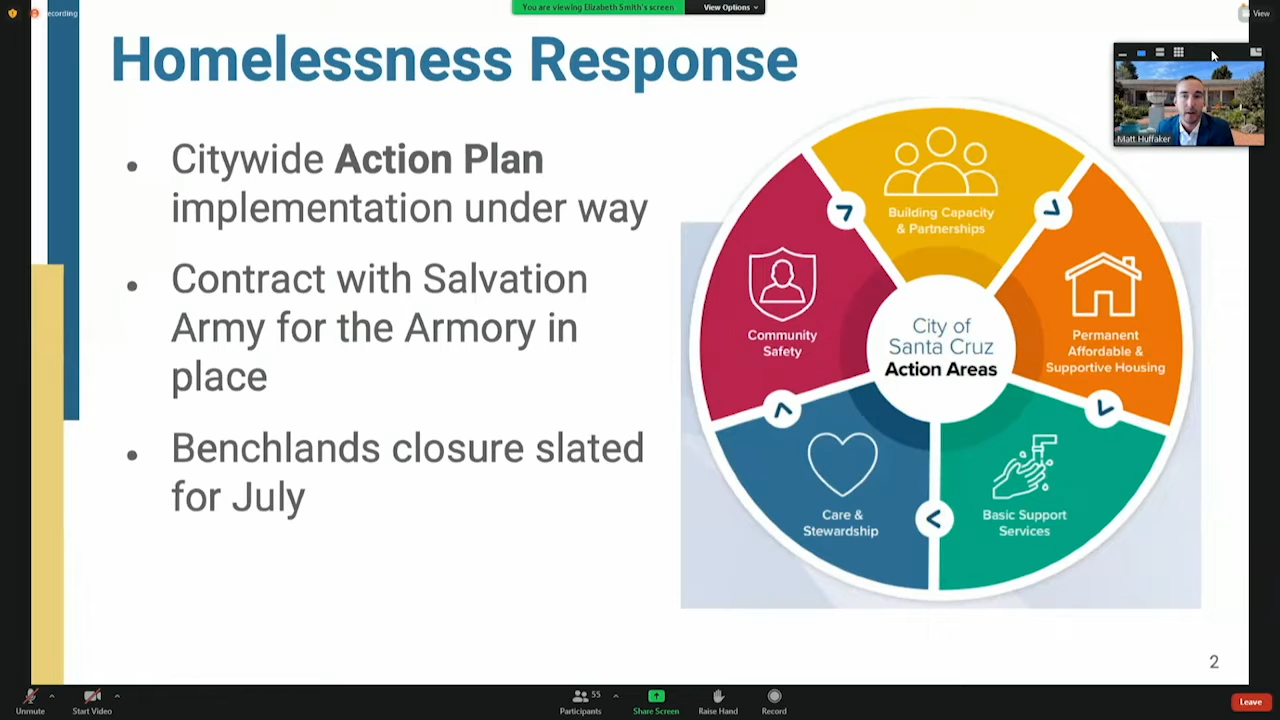 ecording
You are viewing Elizabeth Smith's screen
View Options
View
Homelessness Response
Matt Huffaker
Citywide Action Plan
implementation under way
Contract with Salvation
Army for the Armory in
place
Benchlands closure slated
for July
Building Capacity
& Partnerships
Permanent
Affordable &
Supportive Housing
Basic Support
Services
Care &
Stewardship
Community
Safety
City of
Santa Cruz
Action Areas
2
Unmute
Start Video
55
Participants
Share Screen
Raise Hand
Record
Leave